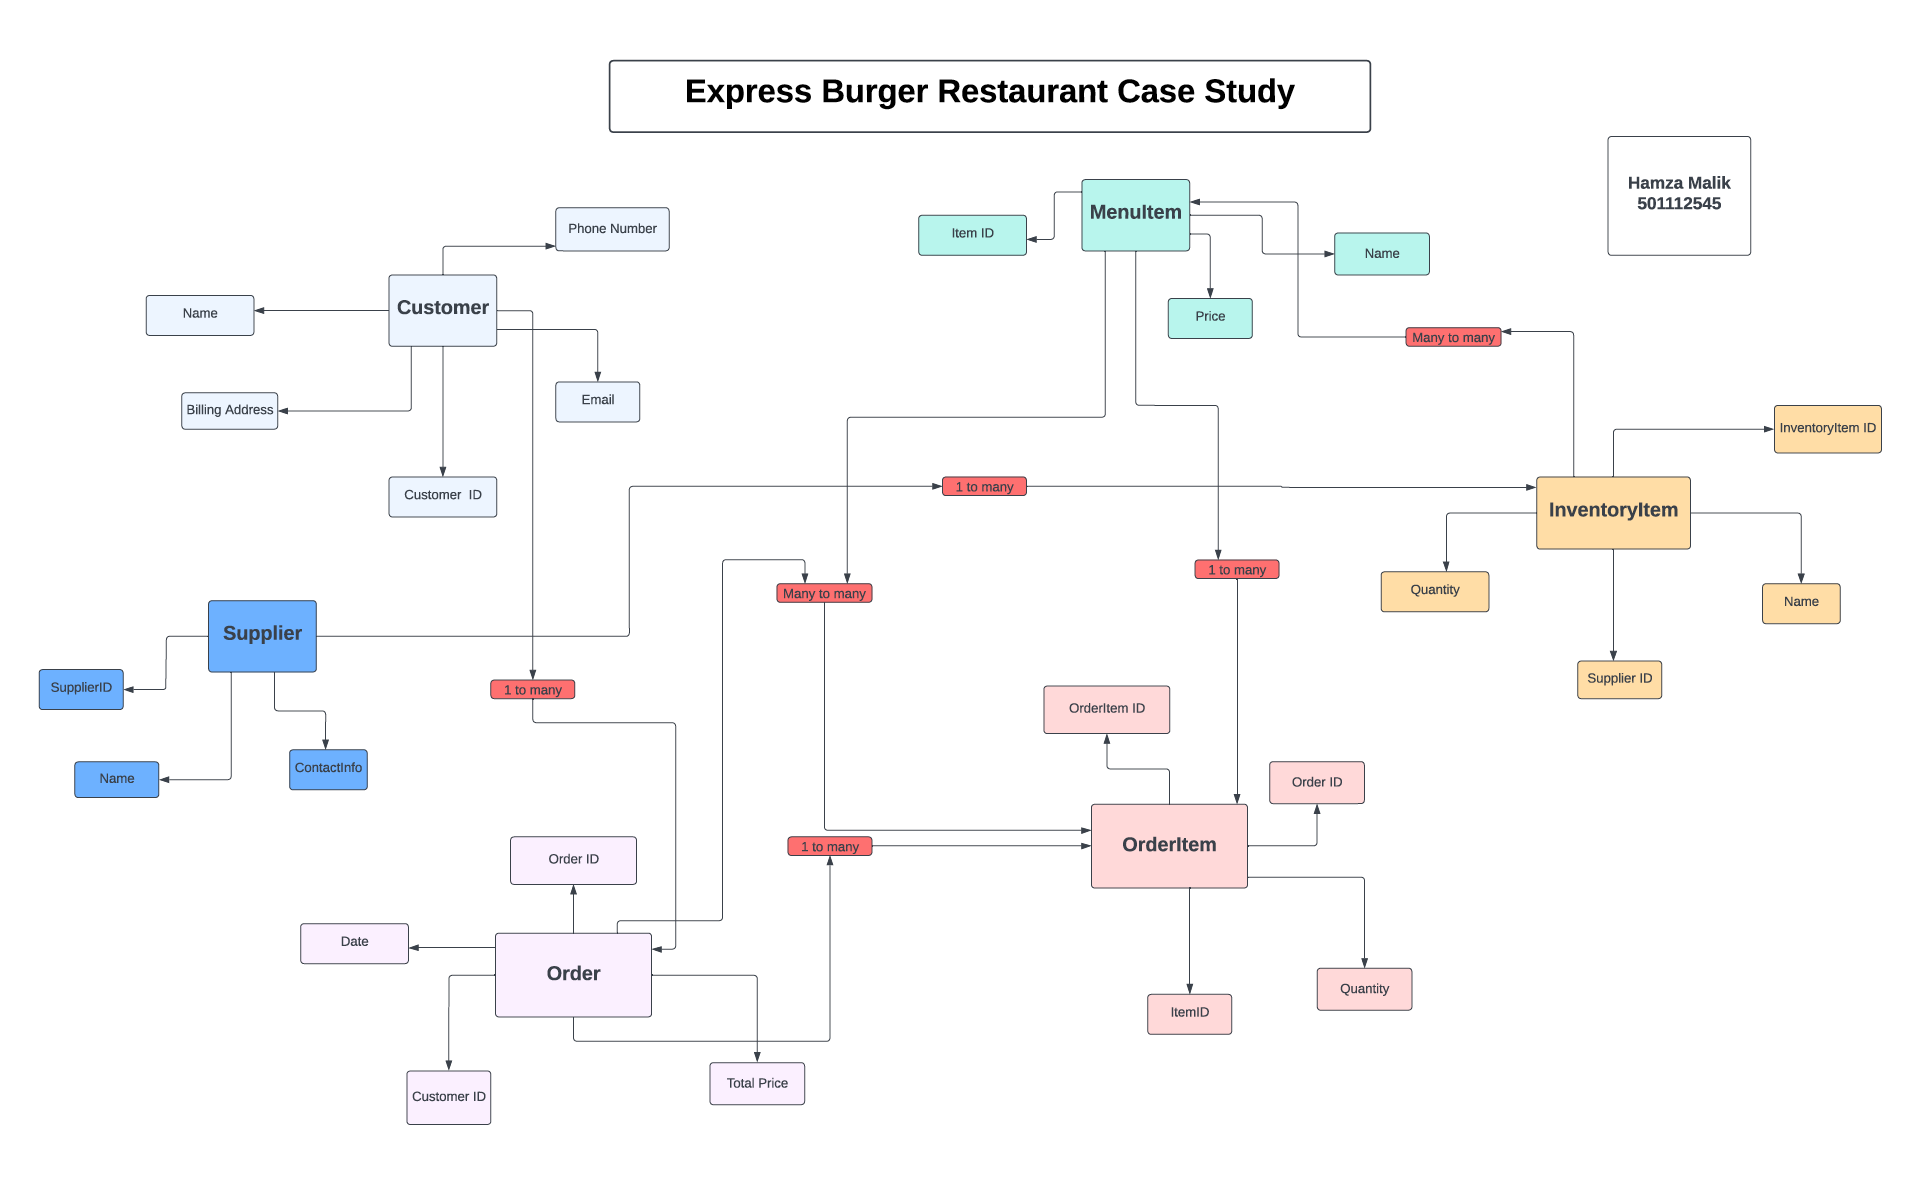 Express Burger Restaurant Case Study
Hamza Malik
501112545
MenuItem
Item ID
Name
Price
Many to many
Phone Number
Customer
Name
Billing Address
Email
Customer  ID
1 to many
InventoryItem ID
InventoryItem
Quantity
Name
Supplier ID
1 to many
Many to many
Supplier
SupplierID
Name
ContactInfo
1 to many
OrderItem ID
Order ID
OrderItem
1 to many
ItemID
Quantity
Order ID
Date
Order
Customer ID
Total Price